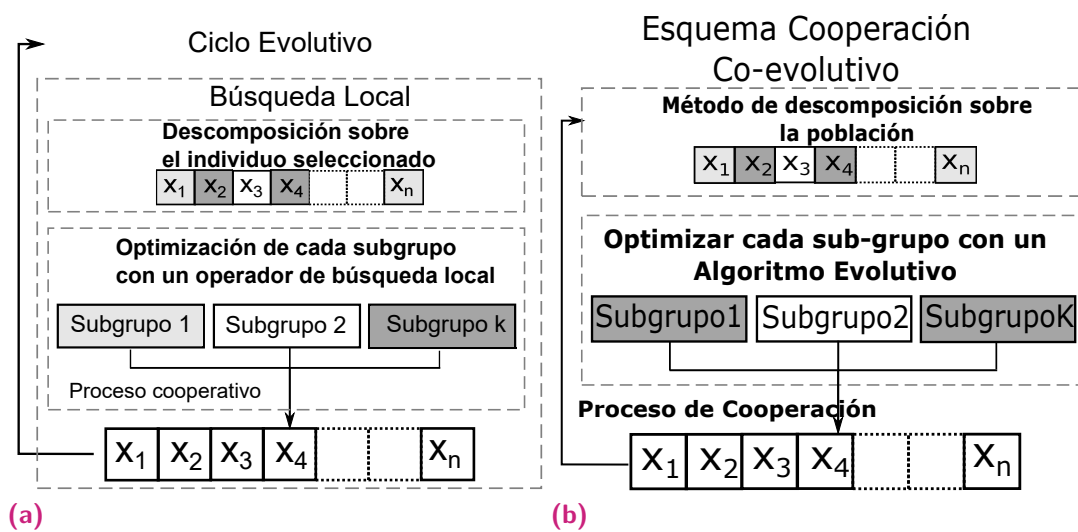 Ciclo Evolutivo
Búsqueda Local
Descomposición sobre
el individuo seleccionado
x1 x2 x3 x4 xn
Optimización de cada subgrupo
con un operador de búsqueda local
Subgrupo 1 Subgrupo 2 Subgrupo k
Proceso cooperativo
x1 x2 x3 x4 xn
(a)
Esquema Cooperación
Co-evolutivo
Método de descomposición sobre
la población
x1 x2 x3 x4 xn
Optimizar cada sub-grupo con un
Algoritmo Evolutivo
Subgrupo1 Subgrupo2 SubgrupoK
Proceso de Cooperación
x1 x2 x3 x4 xn
(b)